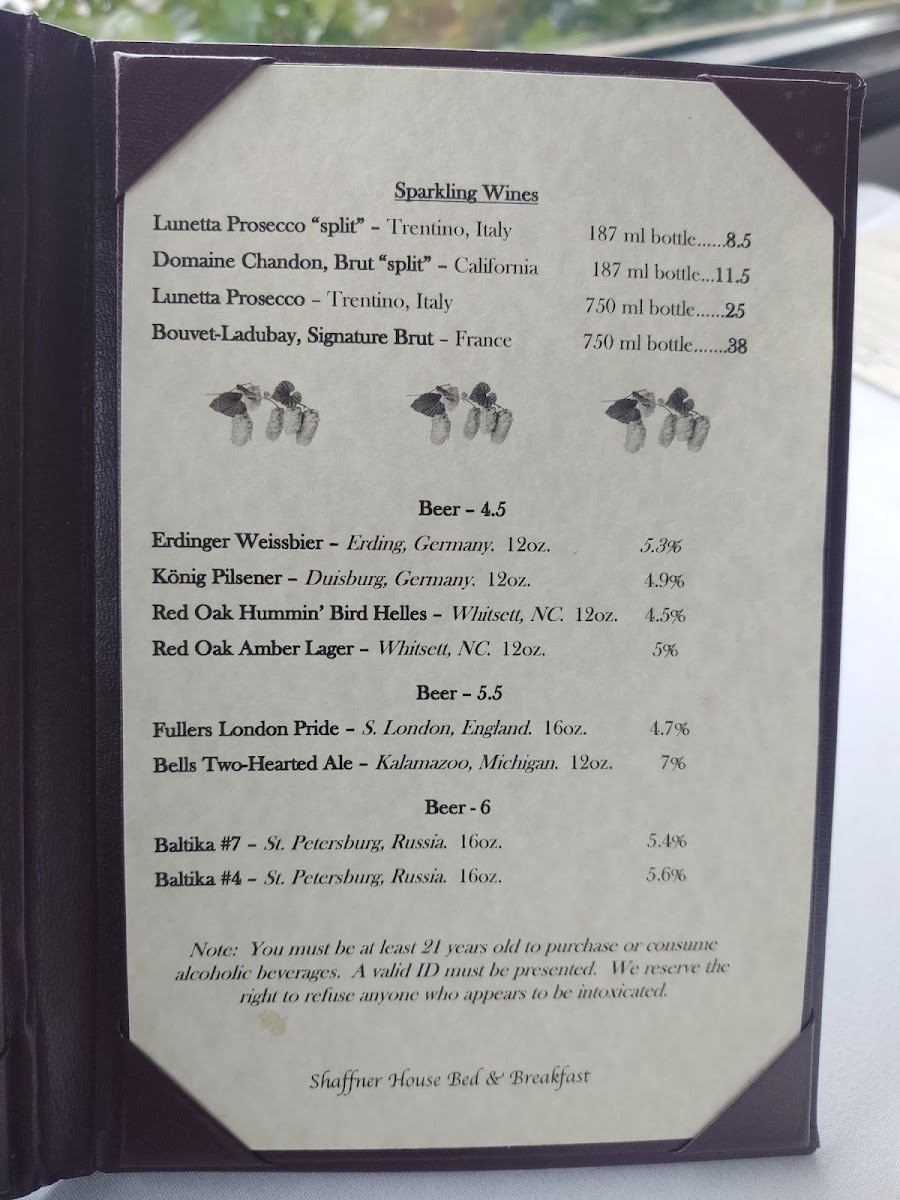 Sparkling Wines
Lunetta Prosecco “split” – Trentino, Italy 187 ml bottle......8.5
Domaine Chandon, Brut “split” – California 187 ml bottle...11.5
Lunetta Prosecco – Trentino, Italy 750 ml bottle......25
Bouvet-Ladubay, Signature Brut – France 750 ml bottle.......38
Beer – 4.5
Erdinger Weissbier – Erding, Germany. 12oz. 5.3%
König Pilsener – Duisburg, Germany. 12oz. 4.9%
Red Oak Hummin’ Bird Helles – Whitsett, NC. 12oz. 4.5%
Red Oak Amber Lager – Whitsett, NC. 12oz. 5%
Beer – 5.5
Fullers London Pride – S. London, England. 16oz. 4.7%
Bells Two-Hearted Ale – Kalamazoo, Michigan. 12oz. 7%
Beer - 6
Baltika #7 – St. Petersburg, Russia. 16oz. 5.4%
Baltika #4 – St. Petersburg, Russia. 16oz. 5.6%
Note: You must be at least 21 years old to purchase or consume
alcoholic beverages. A valid ID must be presented. We reserve the
right to refuse anyone who appears to be intoxicated.
Shaffner House Bed & Breakfast